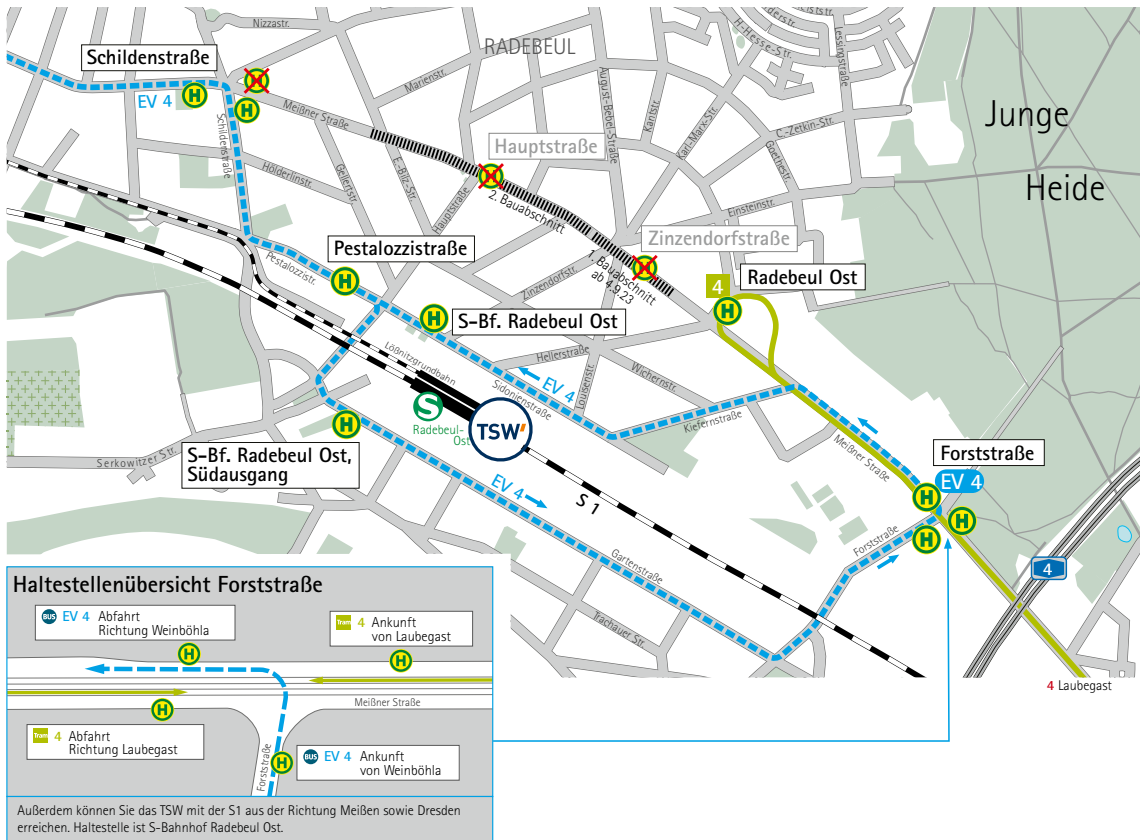 Nizzastr.
RADEBEUL
H-Hesse-Str.
Lessingstraße
Schildenstraße
EV 4
H
H
Marienstr.
Meißner Straße
August-Bebel-Straße
Kantstr.
Karl-Marx-Str.
C.-Zetkin-Str.
Goethestr.
Junge
Heide
Schildenstraße
Hölderlinstr.
Gellertstr.
E.-Bilz-Str.
Hauptstraße
Hauptstraße
2. Bauabschnitt
Einsteinstr.
Zinzendorfstraße
1. Bauabschnitt
ab 4.9.23
Pestalozzistraße
Pestalozzistr.
H
Zinzendorfstr.
4
H
Radebeul Ost
H
S-Bf. Radebeul Ost
Hellerstraße
Wichernstr.
Louisenstr.
Lößnitzgrundbahn
Sidonienstraße
EV 4
Kiefernstraße
S
Radebeul-
Ost
TSW'
H
S-Bf. Radebeul Ost,
Südausgang
Serkowitzer Str.
EV 4
S 1
Meißner Straße
Forststraße
EV 4
H
H
H
Forststraße
Gartenstraße
Trachauer Str.
4
4 Laubegast
Haltestellenübersicht Forststraße
BUS EV 4 Abfahrt
Richtung Weinböhla
Tram 4 Ankunft
von Laubegast
H
H
Meißner Straße
H
Tram 4 Abfahrt
Richtung Laubegast
Forststraße
H
BUS EV 4 Ankunft
von Weinböhla
Außerdem können Sie das TSW mit der S1 aus der Richtung Meißen sowie Dresden
erreichen. Haltestelle ist S-Bahnhof Radebeul Ost.